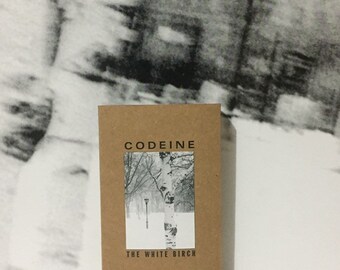 CODEINE
THE WHITE BIRCH